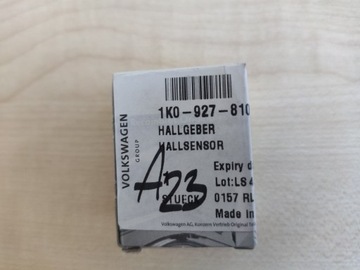 VOLKSWAGEN
GROUP
1K0-927-810
HALLGEBER
HALLSENSOR
Expiry d
Lot:LS 4
A23
STUECK
0157 RL
Made in
Volkswagen AG, Konzern Vertrieb Original